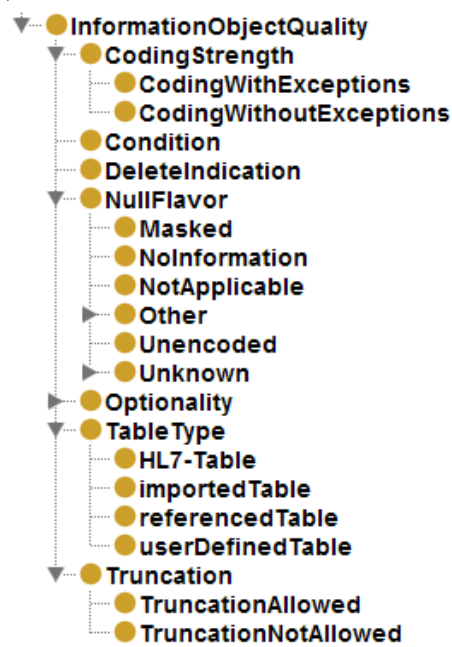 InformationObjectQuality
CodingStrength
CodingWithExceptions
CodingWithoutExceptions
Condition
DeleteIndication
NullFlavor
Masked
NoInformation
NotApplicable
Other
Unencoded
Unknown
Optionality
TableType
HL7-Table
importedTable
referencedTable
userDefinedTable
Truncation
TruncationAllowed
TruncationNotAllowed